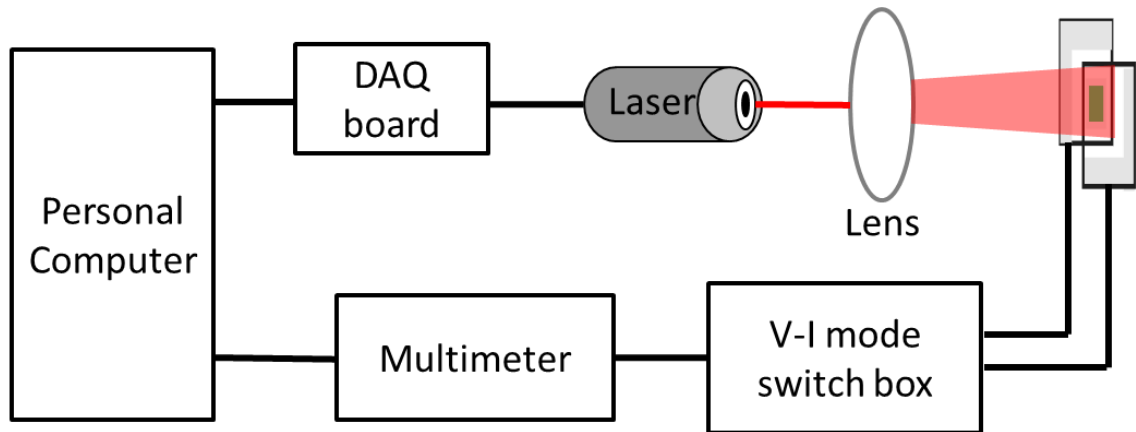 DAQ
board
Laser
Lens
Personal
Computer
Multimeter
V-I mode
switch box